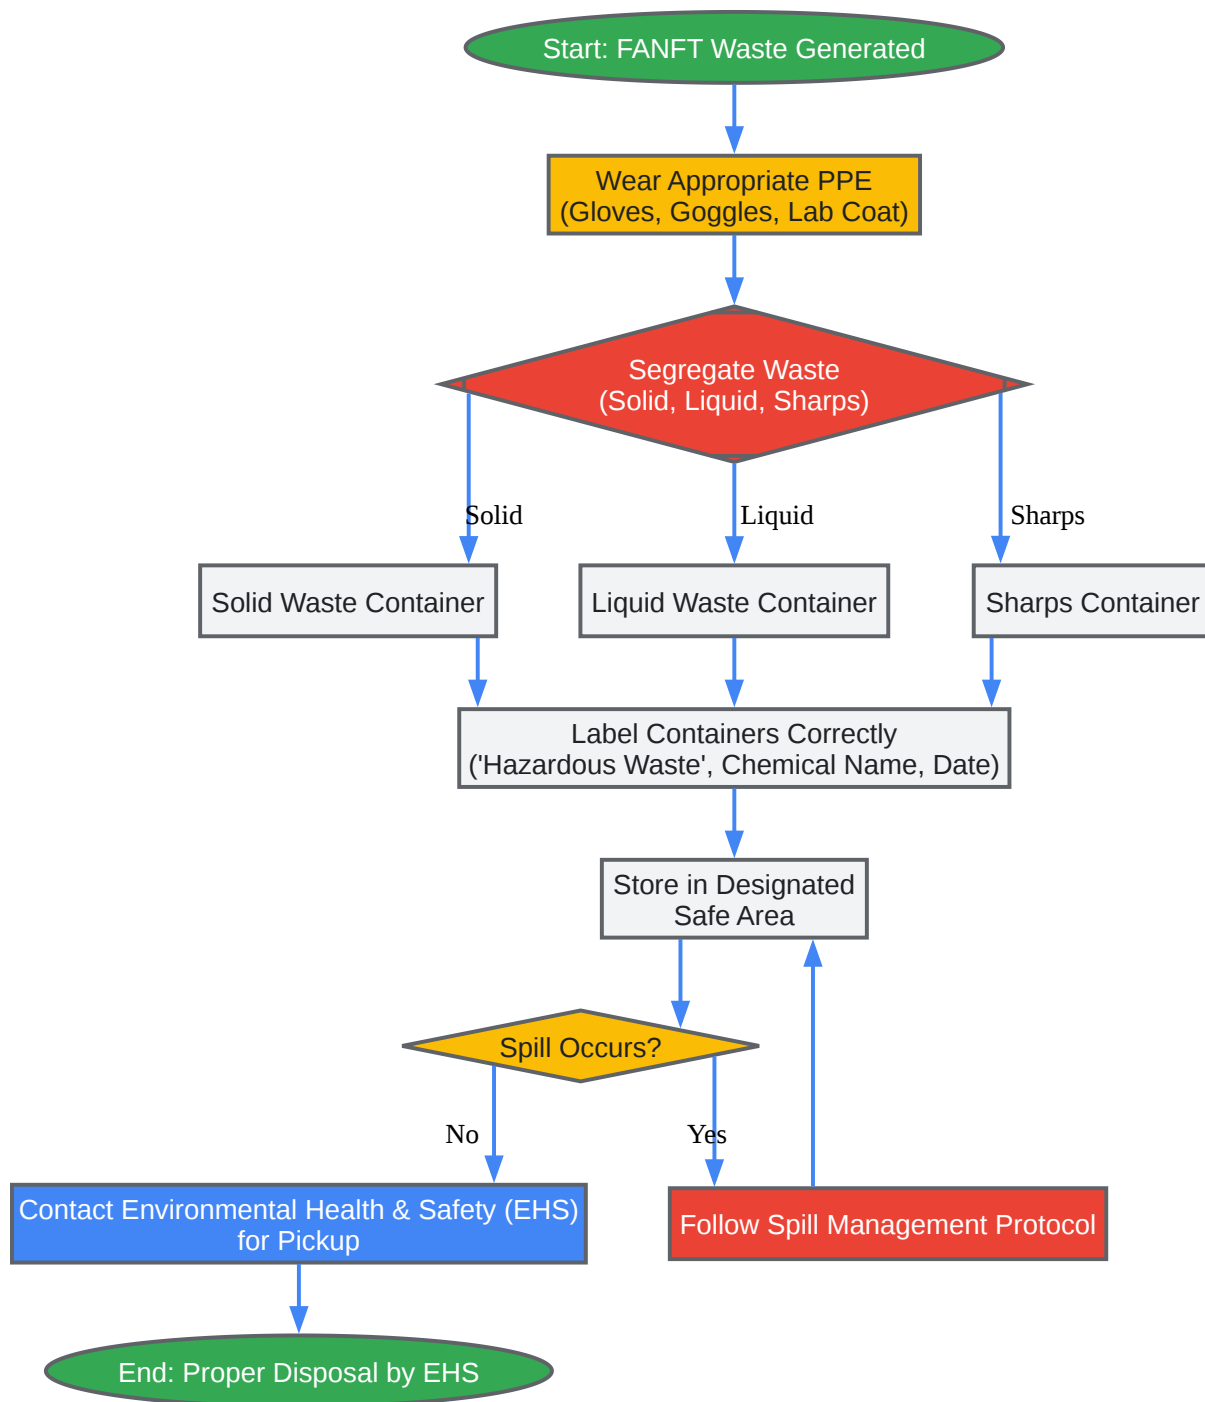 Start: FANFT Waste Generated
Wear Appropriate PPE
(Gloves, Goggles, Lab Coat)
Segregate Waste
(Solid, Liquid, Sharps)
Solid
Liquid
Sharps
Solid Waste Container
Liquid Waste Container
Sharps Container
Label Containers Correctly
('Hazardous Waste', Chemical Name, Date)
Store in Designated
Safe Area
Spill Occurs?
No
Yes
Contact Environmental Health & Safety (EHS)
for Pickup
Follow Spill Management Protocol
End: Proper Disposal by EHS